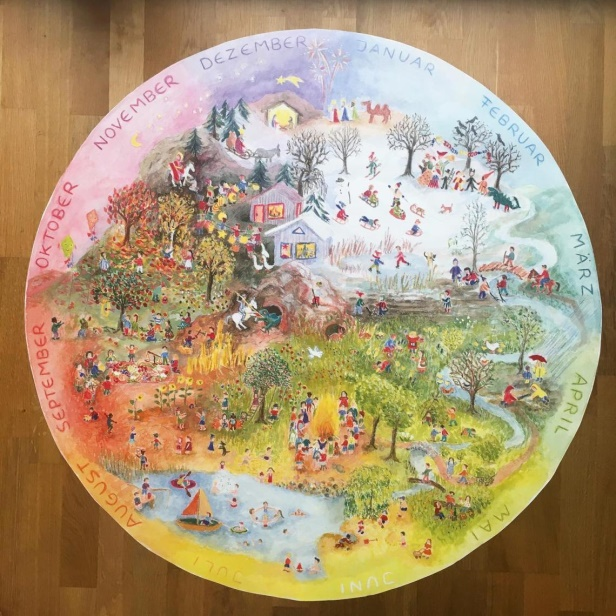 JANUAR
FEBRUAR
MÄRZ
APRIL
MAI
JUNI
JULI
AUGUST
SEPTEMBER
OKTOBER
NOVEMBER
DEZEMBER